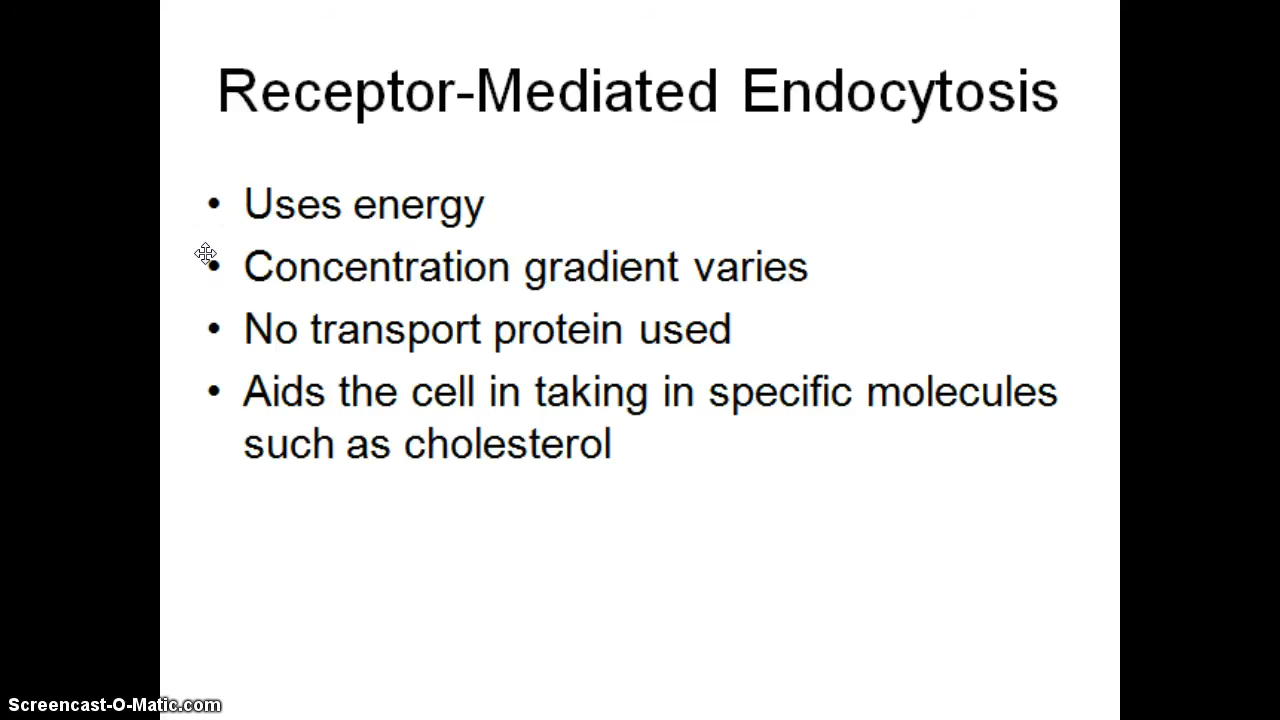 Receptor-Mediated Endocytosis
• Uses energy
• Concentration gradient varies
• No transport protein used
• Aids the cell in taking in specific molecules
such as cholesterol
Screencast-O-Matic.com